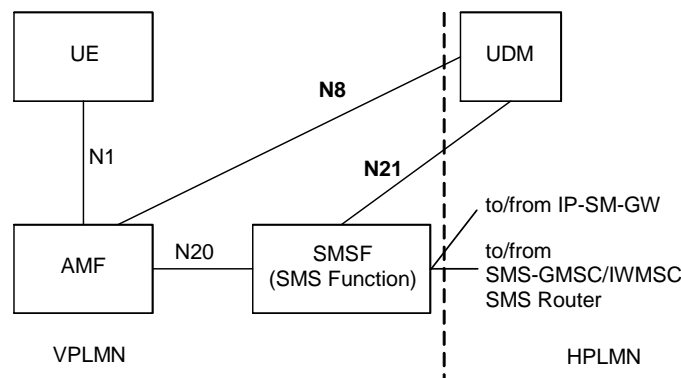 UE
UDM
N8
N1
N21
to/from IP-SM-GW
AMF
N20
SMSF
(SMS Function)
to/from
SMS-GMSC/IWMSC
SMS Router
VPLMN
HPLMN